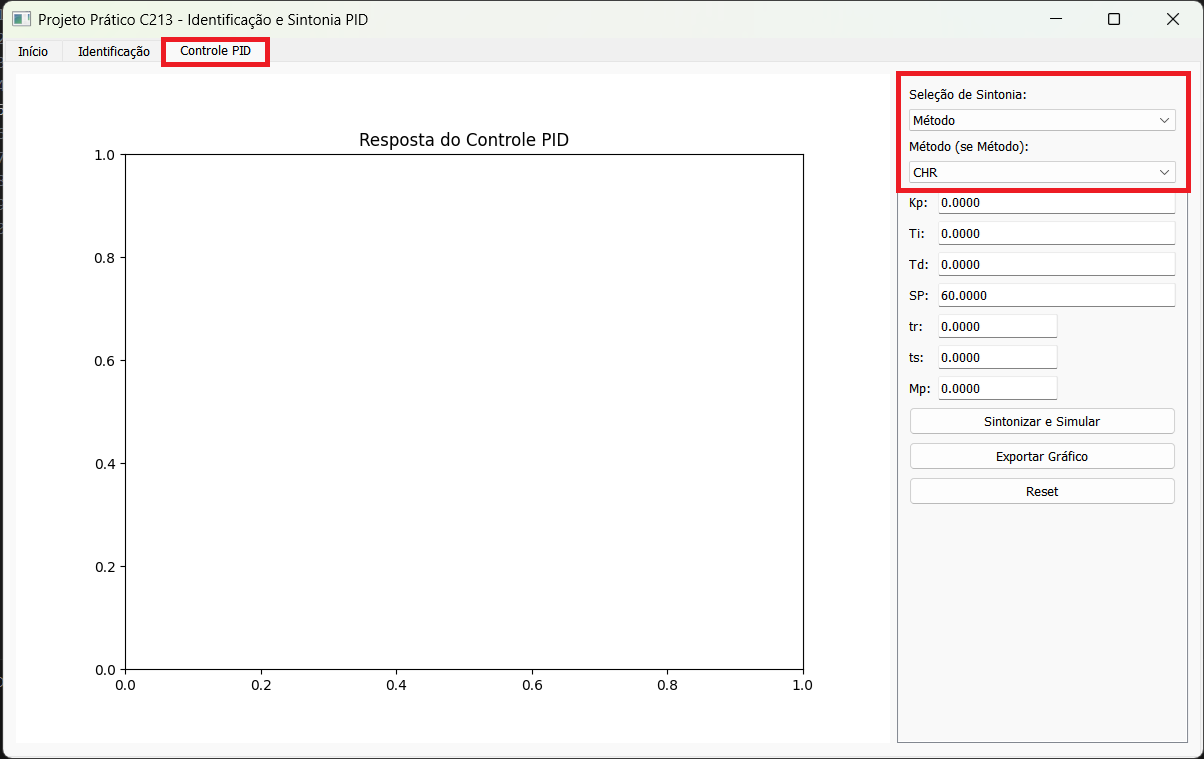 Projeto Prático C213 - Identificação e Sintonia PID
Início Identificação Controle PID
Resposta do Controle PID
1.0
0.8
0.6
0.4
0.2
0.0
0.0 0.2 0.4 0.6 0.8 1.0
Seleção de Sintonia:
Método
Método (se Método):
CHR
Kp: 0.0000
Ti: 0.0000
Td: 0.0000
SP: 60.0000
tr: 0.0000
ts: 0.0000
Mp: 0.0000
Sintonizar e Simular
Exportar Gráfico
Reset